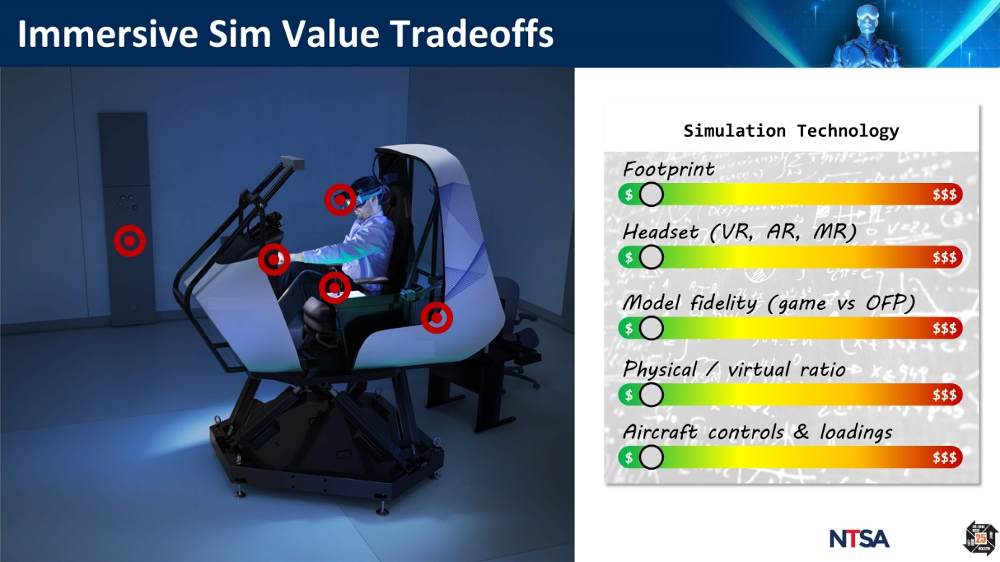 Immersive Sim Value Tradeoffs
Simulation Technology
Footprint
$ $$$
Headset (VR, AR, MR)
$ $$$
Model fidelity (game vs OFP)
$ $$$
Physical / virtual ratio
$ $$$
Aircraft controls & loadings
$ $$$
NTSA
25
INDUSTRY